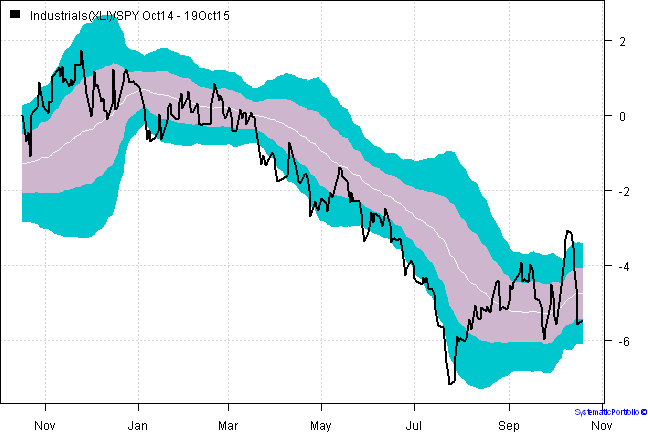 Industrials(XLI)/SPY Oct14 - 19Oct15
2
0
-2
-4
-6
Nov Jan Mar May Jul Sep Nov
SystematicPortfolio ©